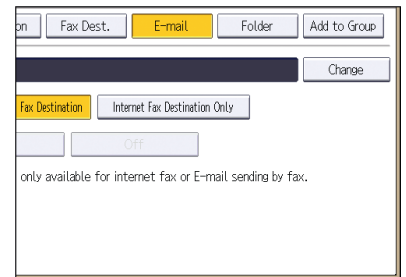 on Fax Dest. E-mail Folder Add to Group
Change
Fax Destination Internet Fax Destination Only
Off
only available for internet fax or E-mail sending by fax.